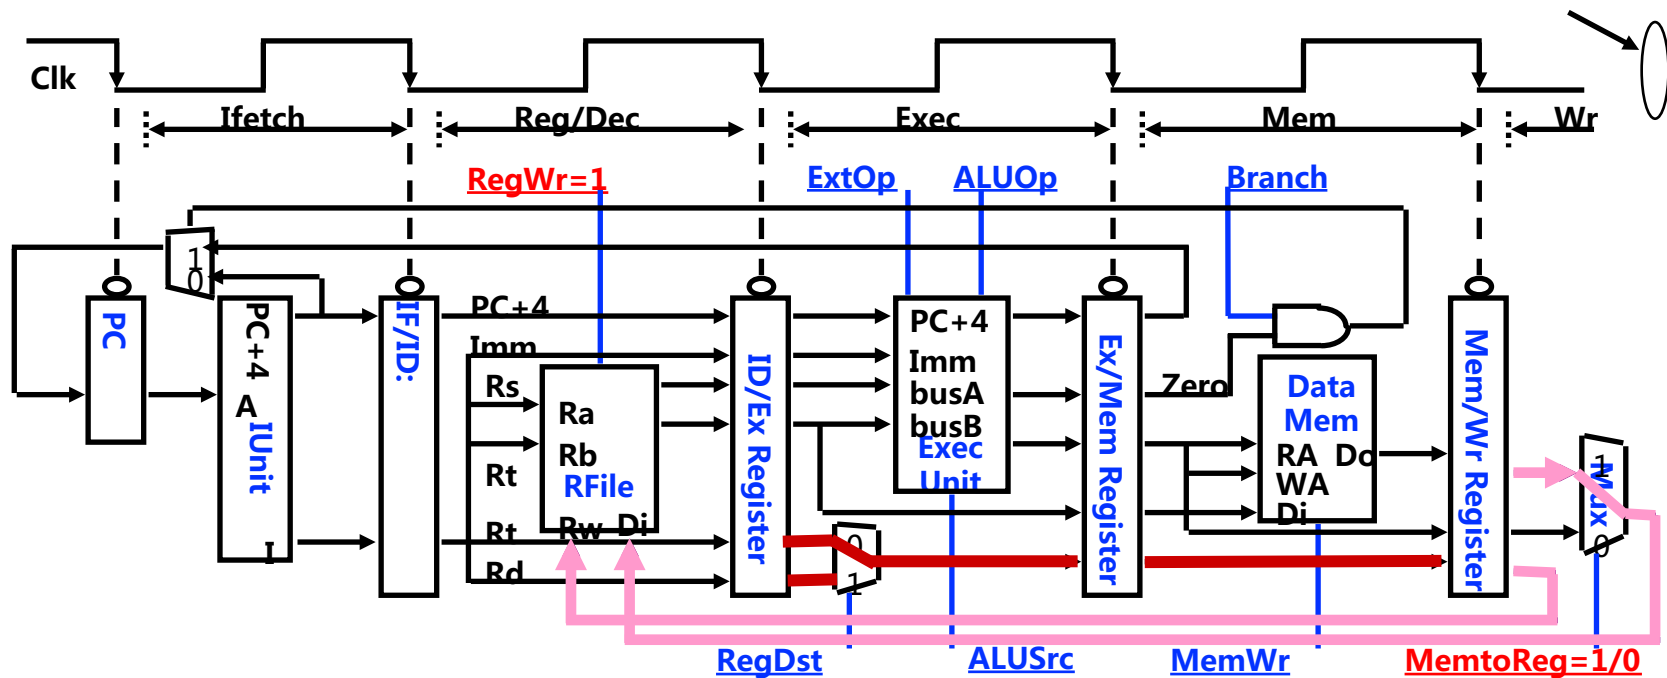 Clk
Ifetch
Reg/Dec
Exec
Mem
Wr
RegWr=1
ExtOp
ALUOp
Branch
1
0
PC
PC+4
A
IUnit
I
IF/ID:
PC+4
Imm
Rs
Rt
Rt
Rd
Ra
Rb
RFile
Rw Di
ID/Ex Register
0
1
PC+4
Imm
busA
busB
Exec
Unit
Ex/Mem Register
Zero
Data
Mem
RA Do
WA
Di
Mem/Wr Register
1
Mux
0
RegDst
ALUSrc
MemWr
MemtoReg=1/0